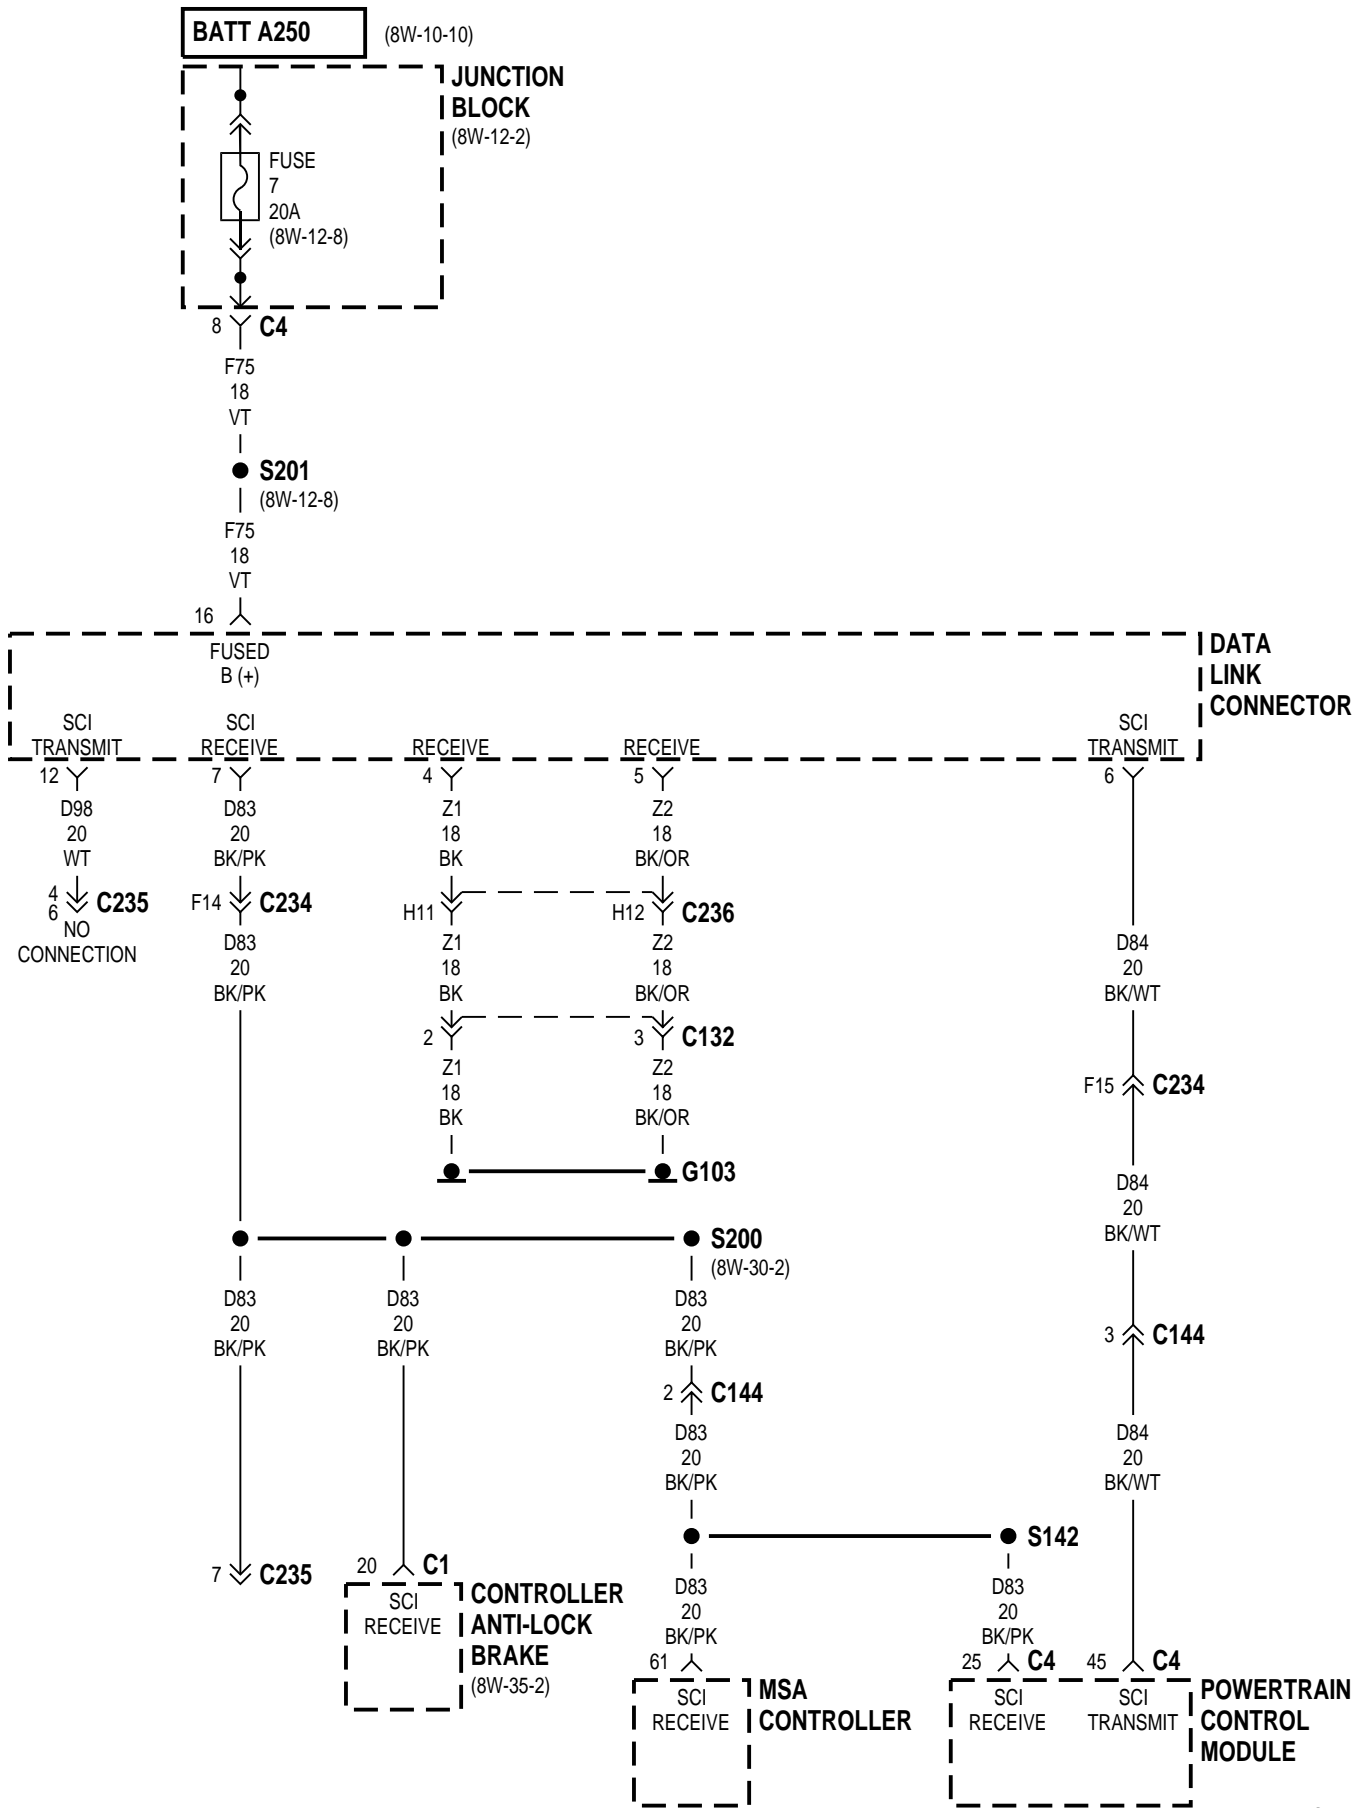 BATT A250
(8W-10-10)
JUNCTION
BLOCK
(8W-12-2)
FUSE
7
20A
(8W-12-8)
8 C4
F75
18
VT
S201
(8W-12-8)
F75
18
VT
16
FUSED
B (+)
DATA
LINK
CONNECTOR
SCI
TRANSMIT
SCI
RECEIVE
RECEIVE
RECEIVE
SCI
TRANSMIT
12 7 4 5 6
D98
20
WT
4
6
C235
NO
CONNECTION
D83
20
BK/PK
F14 C234
D83
20
BK/PK
Z1
18
BK
H11
Z1
18
BK
2
Z1
18
BK
Z2
18
BK/OR
H12 C236
Z2
18
BK/OR
3 C132
Z2
18
BK/OR
G103
D84
20
BK/WT
F15 C234
D84
20
BK/WT
3 C144
D84
20
BK/WT
S200
(8W-30-2)
D83
20
BK/PK
7 C235
D83
20
BK/PK
20 C1
SCI
RECEIVE
CONTROLLER
ANTI-LOCK
BRAKE
(8W-35-2)
D83
20
BK/PK
2 C144
D83
20
BK/PK
S142
D83
20
BK/PK
61
SCI
RECEIVE
MSA
CONTROLLER
D83
20
BK/PK
25 C4
SCI
RECEIVE
45 C4
SCI
TRANSMIT
POWERTRAIN
CONTROL
MODULE